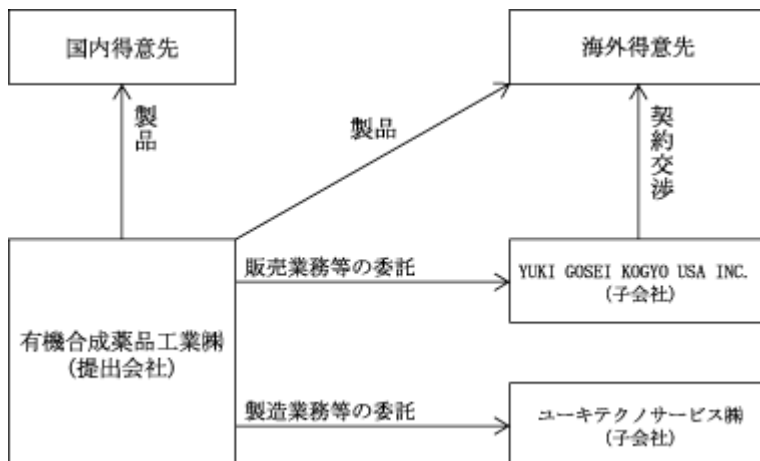 国内得意先
海外得意先
製品
製品
契約交渉
販売業務等の委託
YUKI GOSEI KOGYO USA INC.
(子会社)
有機合成薬品工業㈱
(提出会社)
製造業務等の委託
ユーキテクノサービス㈱
(子会社)